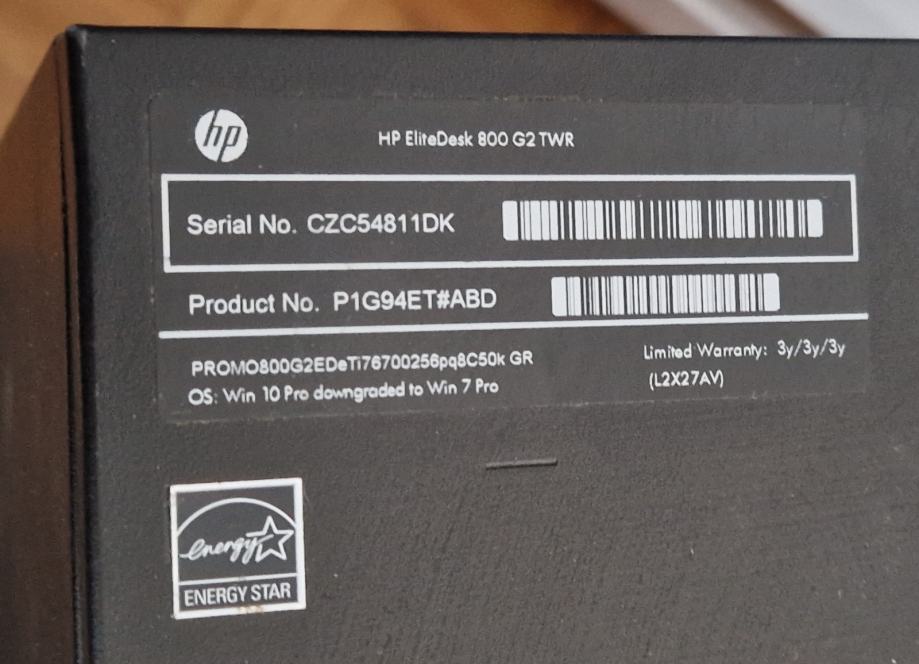 hp
HP EliteDesk 800 G2 TWR
Serial No. CZC54811DK
Product No. P1G94ET#ABD
PROMO800G2EDeTi76700256pq8C50k GR
OS: Win 10 Pro downgraded to Win 7 Pro
Limited Warranty: 3y/3y/3y
(L2X27AV)
energy
ENERGY STAR